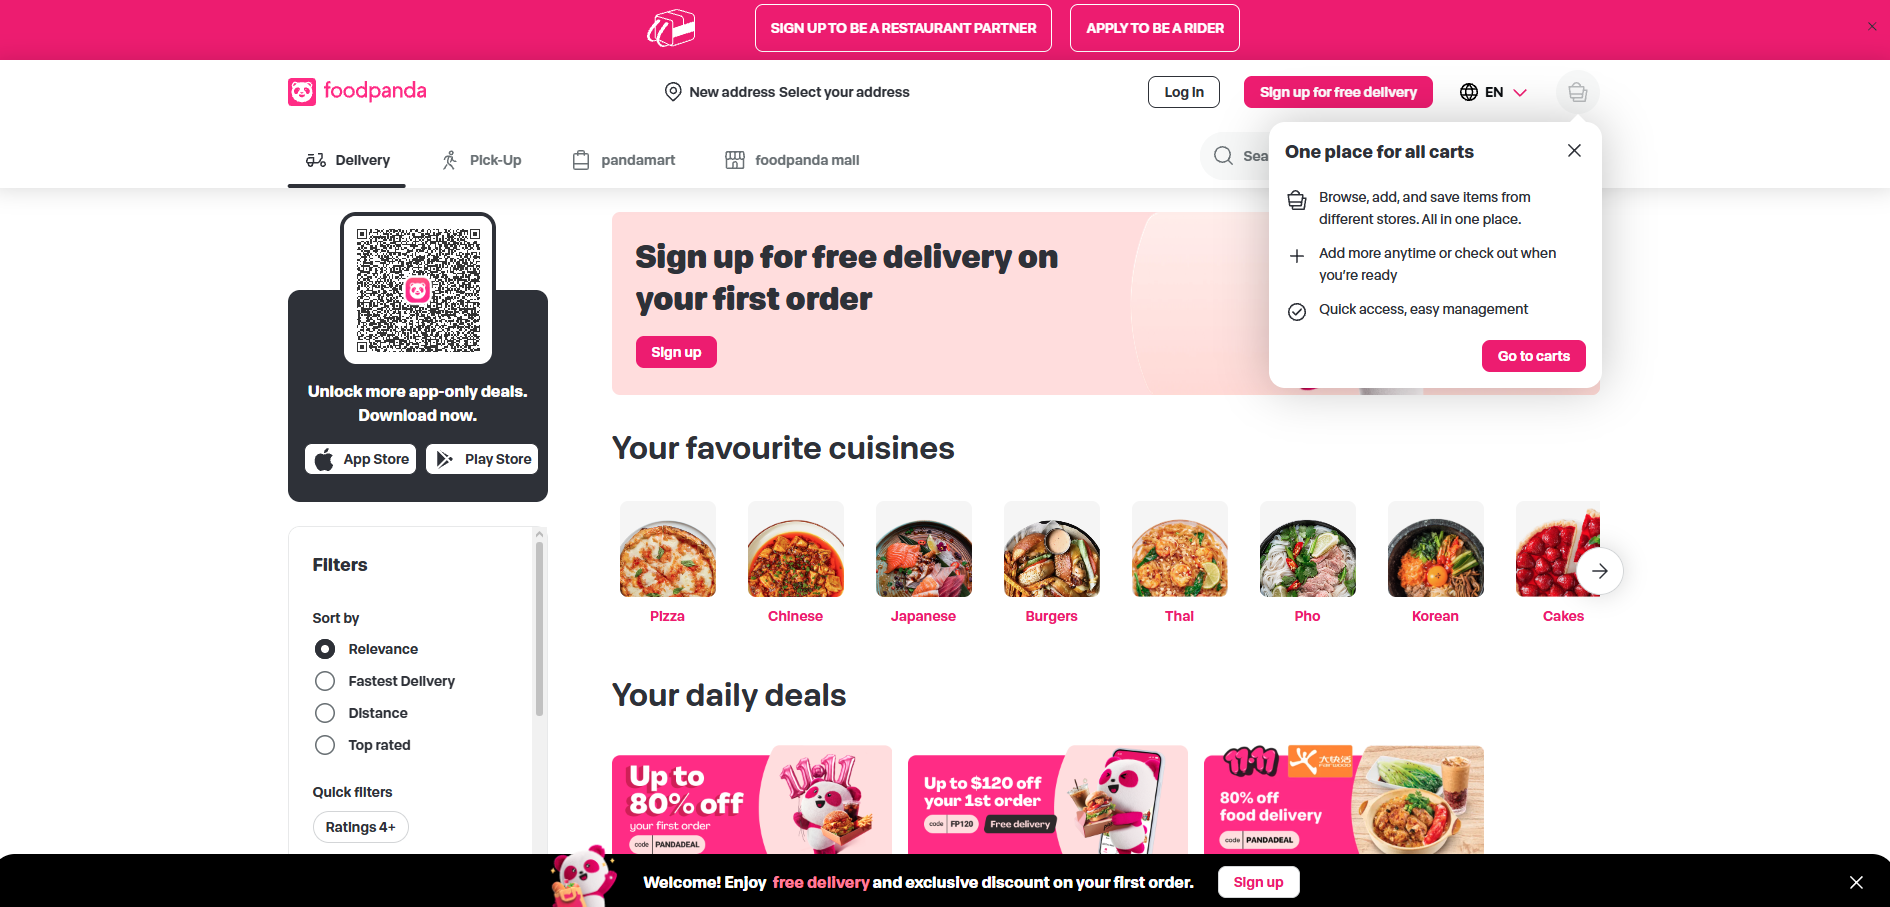 SIGN UP TO BE A RESTAURANT PARTNER
APPLY TO BE A RIDER
foodpanda
New address Select your address
Log in
Sign up for free delivery
EN
Delivery
Pick-Up
pandamart
foodpanda mall
Sea
One place for all carts
Browse, add, and save items from
different stores. All in one place.
Add more anytime or check out when
you're ready
Quick access, easy management
Go to carts
Unlock more app-only deals.
Download now.
App Store
Play Store
Filters
Sort by
Relevance
Fastest Delivery
Distance
Top rated
Quick filters
Ratings 4+
Sign up for free delivery on
your first order
Sign up
Your favourite cuisines
Pizza
Chinese
Japanese
Burgers
Thai
Pho
Korean
Cakes
Your daily deals
Up to
80% off
your first order
code PANDADEAL
11.11
Up to $120 off
your 1st order
code FP120
Free delivery
11.11
大快活
80% off
food delivery
code PANDADEAL
Welcome! Enjoy free delivery and exclusive discount on your first order.
Sign up